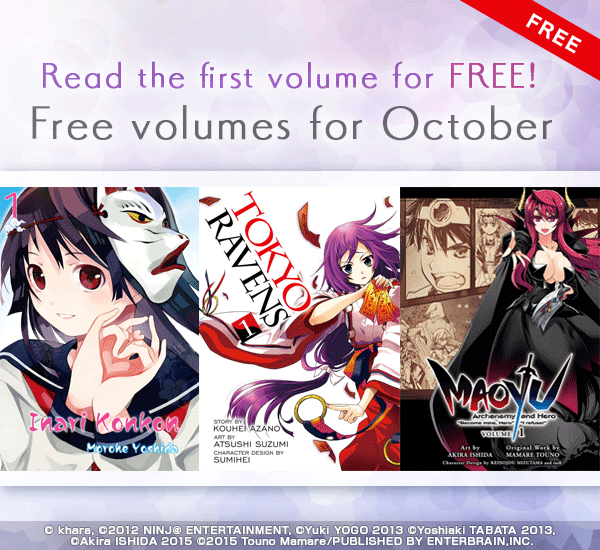 FREE
Read the first volume for FREE!
Free volumes for October
1
Inari Konkon
Moroho Yoshida
TOKYO
RAVENS
1
STORY BY
KOUHEI AZANO
ART BY
ATSUSHI SUZUMI
CHARACTER DESIGN BY
SUMIHEI
MAOYU
Archenemy and Hero
"Become mine, Hero" "I refuse!"
VOLUME 1
Art by
AKIRA ISHIDA
Original Work by
MAMARE TOUNO
Character Design by KEINOJOU MIZUTAMA and toi8
© khara, ©2012 NINJ@ ENTERTAINMENT, ©Yuki YOGO 2013 ©Yoshiaki TABATA 2013,
©Akira ISHIDA 2015 ©2015 Touno Mamare/PUBLISHED BY ENTERBRAIN,INC.